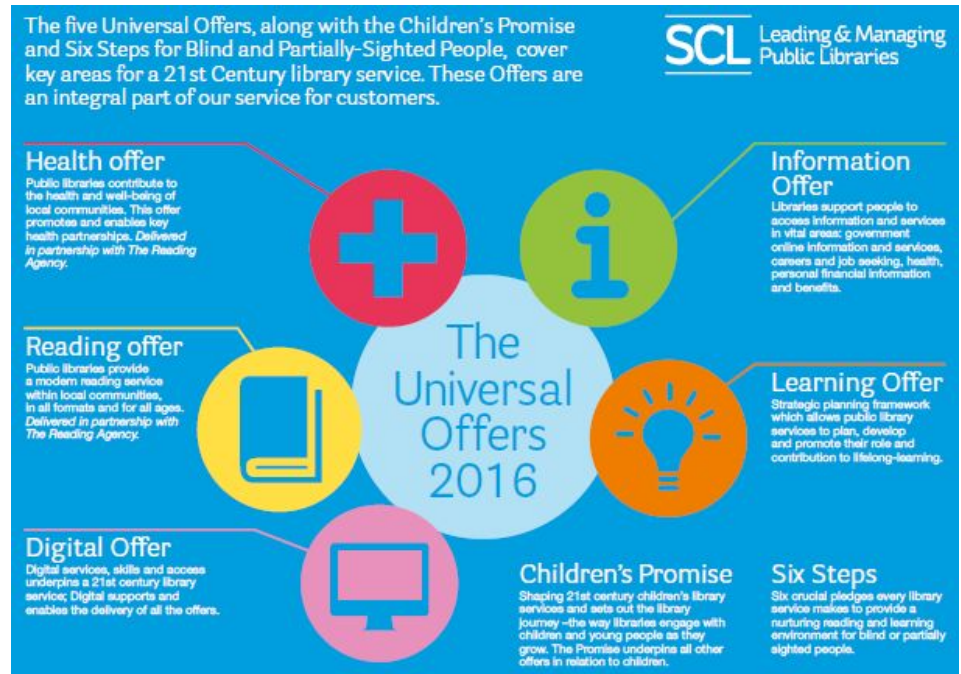 The five Universal Offers, along with the Children's Promise
and Six Steps for Blind and Partially-Sighted People, cover
key areas for a 21st Century library service. These Offers are
an integral part of our service for customers.
SCL Leading & Managing
Public Libraries
Health offer
Public libraries contribute to
the health and well-being of
local communities. This offer
promotes and enables key
health partnerships. Delivered
in partnership with The Reading
Agency.
Information
Offer
Libraries support people to
access information and services
in vital areas: government
online information and services,
careers and job seeking, health,
personal financial information
and benefits.
The
Universal
Offers
2016
Reading offer
Public libraries provide
a modern reading service
within local communities,
in all formats and for all ages.
Delivered in partnership with
The Reading Agency.
Learning Offer
Strategic planning framework
which allows public library
services to plan, develop
and promote their role and
contribution to lifelong-learning.
Digital Offer
Digital services, skills and access
underpins a 21st century library
service; Digital supports and
enables the delivery of all the offers.
Children's Promise
Shaping 21st century children's library
services and sets out the library
journey –the way libraries engage with
children and young people as they
grow. The Promise underpins all other
offers in relation to children.
Six Steps
Six crucial pledges every library
service makes to provide a
nurturing reading and learning
environment for blind or partially
sighted people.